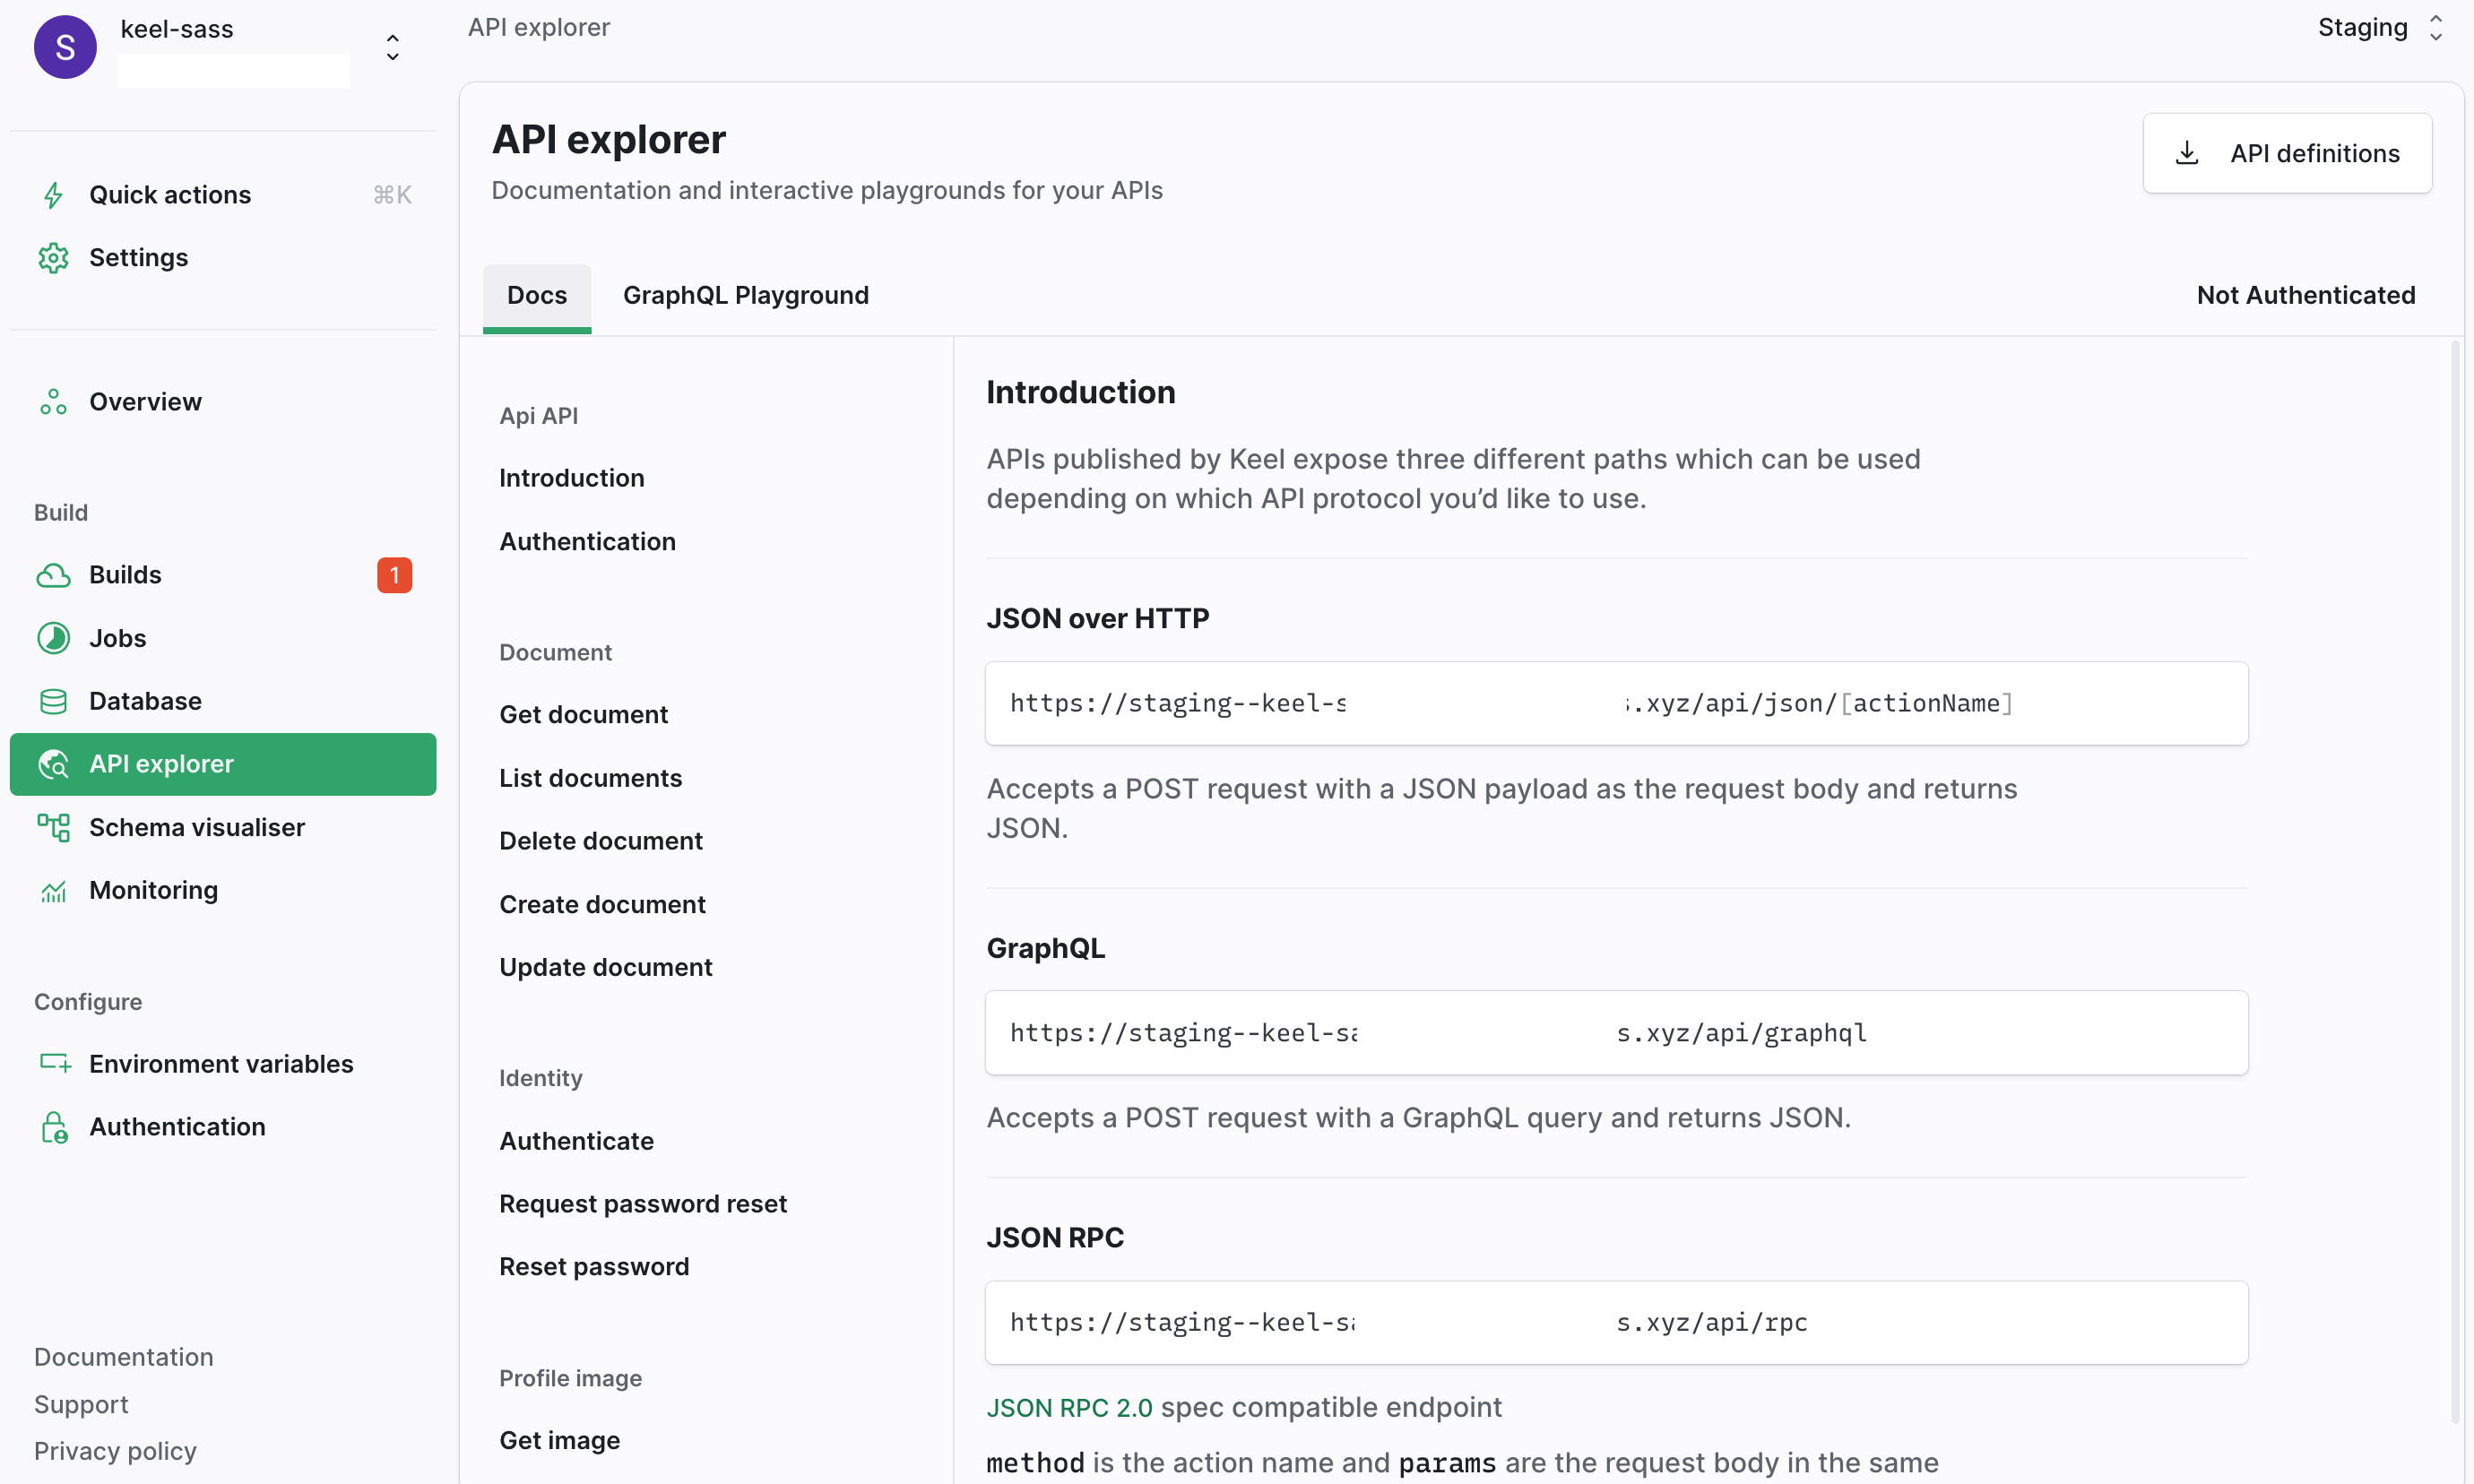 S
keel-sass
Quick actions
⌘K
Settings
Overview
Build
Builds
1
Jobs
Database
API explorer
Schema visualiser
Monitoring
Configure
Environment variables
Authentication
Documentation
Support
Privacy policy
API explorer
Staging
API explorer
Documentation and interactive playgrounds for your APIs
API definitions
Docs
GraphQL Playground
Not Authenticated
Api API
Introduction
Authentication
Document
Get document
List documents
Delete document
Create document
Update document
Identity
Authenticate
Request password reset
Reset password
Profile image
Get image
Introduction
APIs published by Keel expose three different paths which can be used
depending on which API protocol you’d like to use.
JSON over HTTP
https://staging--keel-s s.xyz/api/json/[actionName]
Accepts a POST request with a JSON payload as the request body and returns
JSON.
GraphQL
https://staging--keel-sa s.xyz/api/graphql
Accepts a POST request with a GraphQL query and returns JSON.
JSON RPC
https://staging--keel-sa s.xyz/api/rpc
JSON RPC 2.0 spec compatible endpoint
method is the action name and params are the request body in the same